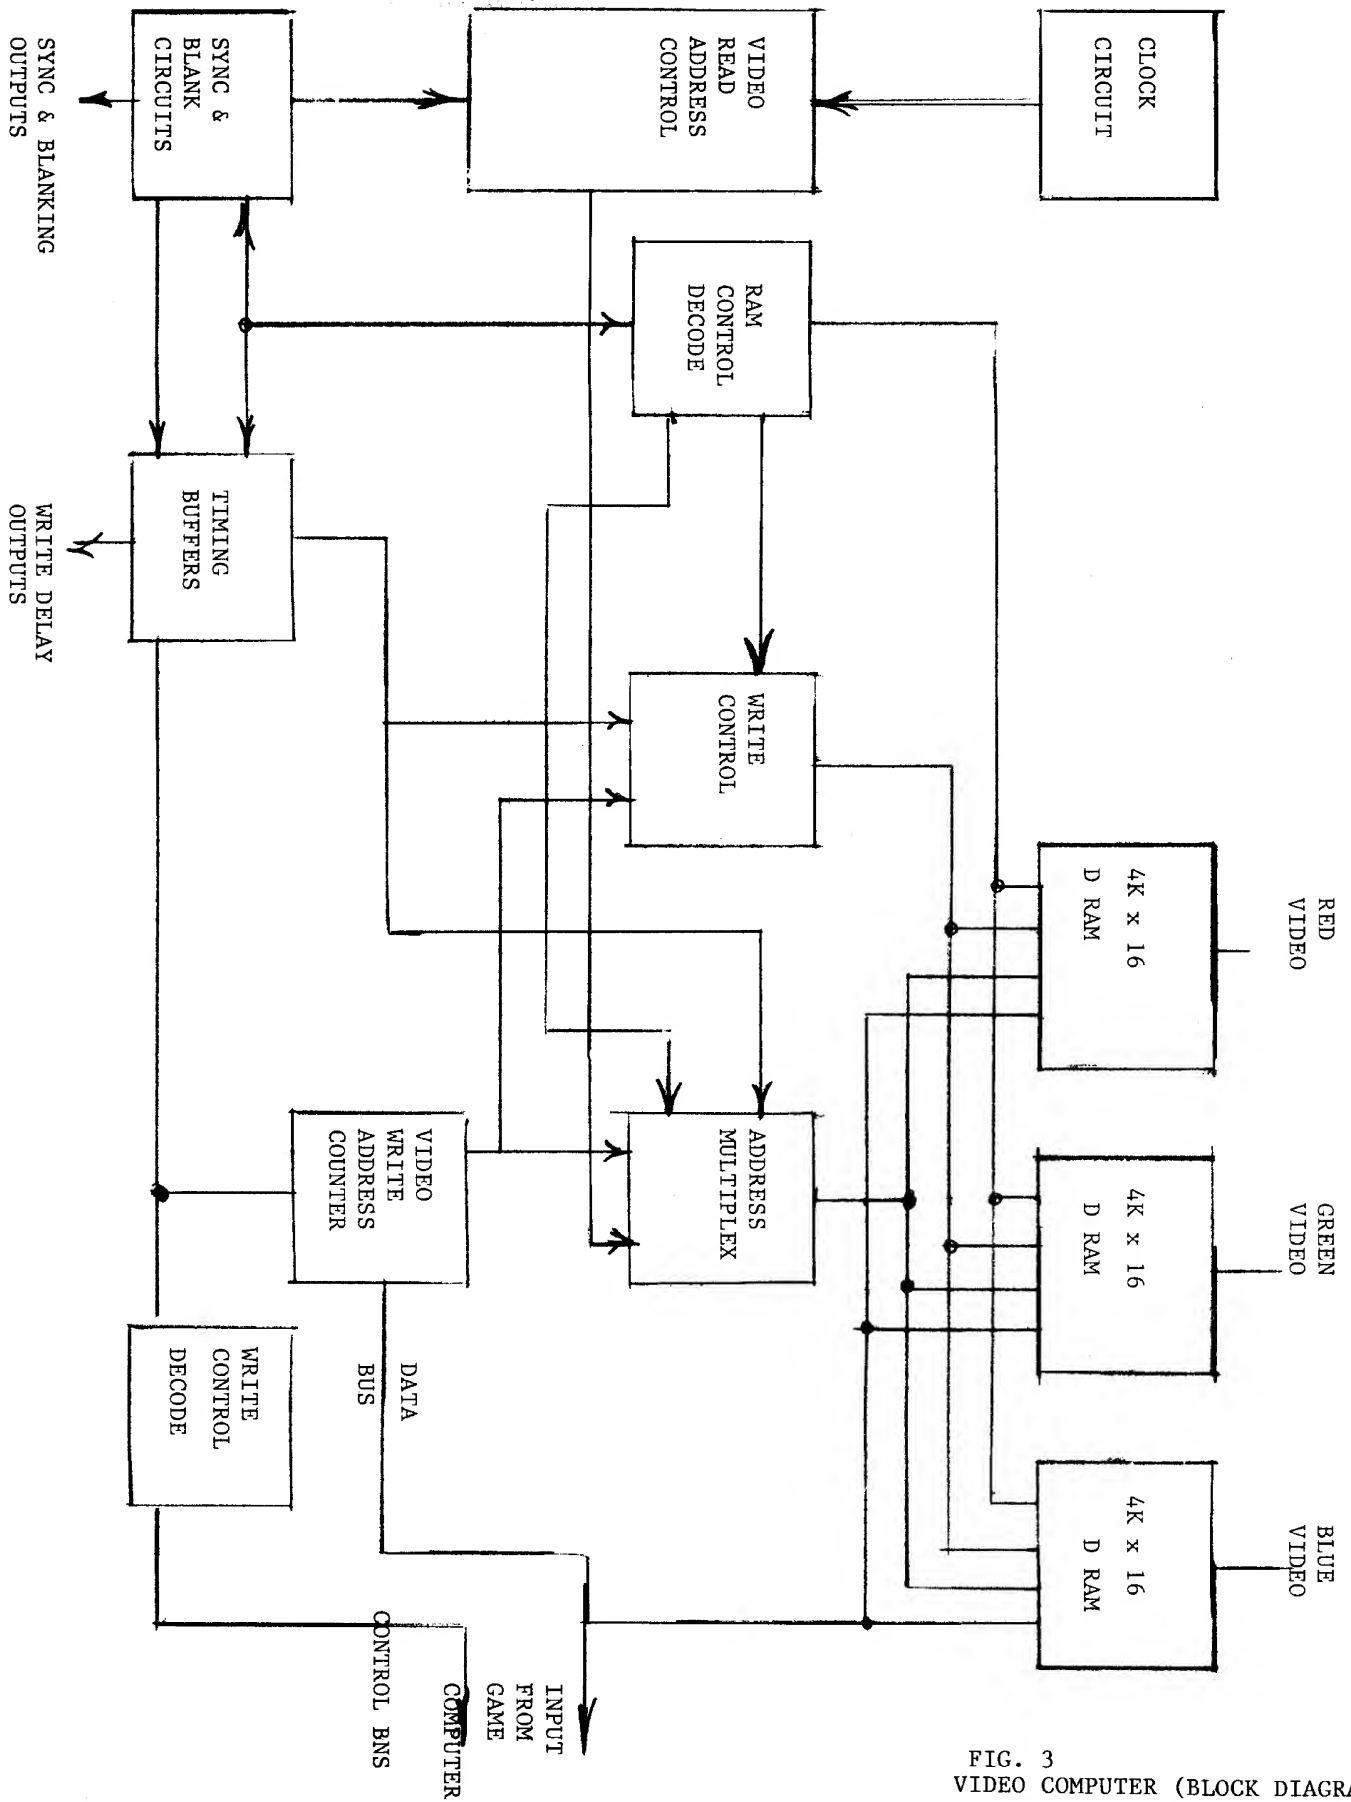 CLOCK
CIRCUIT
VIDEO
READ
ADDRESS
CONTROL
SYNC &
BLANK
CIRCUITS
SYNC & BLANKING
OUTPUTS
RAM
CONTROL
DECODE
TIMING
BUFFERS
WRITE DELAY
OUTPUTS
WRITE
CONTROL
RED
VIDEO
4K x 16
D RAM
ADDRESS
MULTIPLEX
VIDEO
WRITE
ADDRESS
COUNTER
GREEN
VIDEO
4K x 16
D RAM
WRITE
CONTROL
DECODE
DATA
BUS
BLUE
VIDEO
4K x 16
D RAM
INPUT
FROM
GAME
COMPUTER
CONTROL BNS
FIG. 3
VIDEO COMPUTER (BLOCK DIAGRA